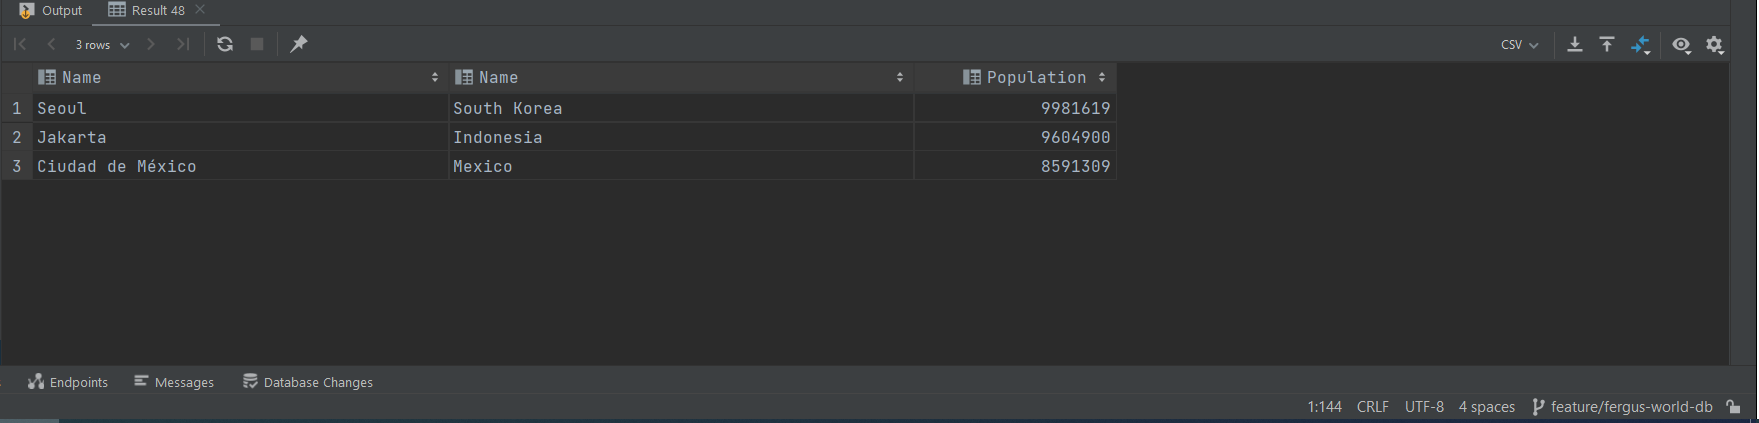 Output Result 48
3 rows CSV
Name Name Population
1 Seoul South Korea 9981619
2 Jakarta Indonesia 9604900
3 Ciudad de México Mexico 8591309
Endpoints Messages Database Changes
1:144 CRLF UTF-8 4 spaces feature/fergus-world-db